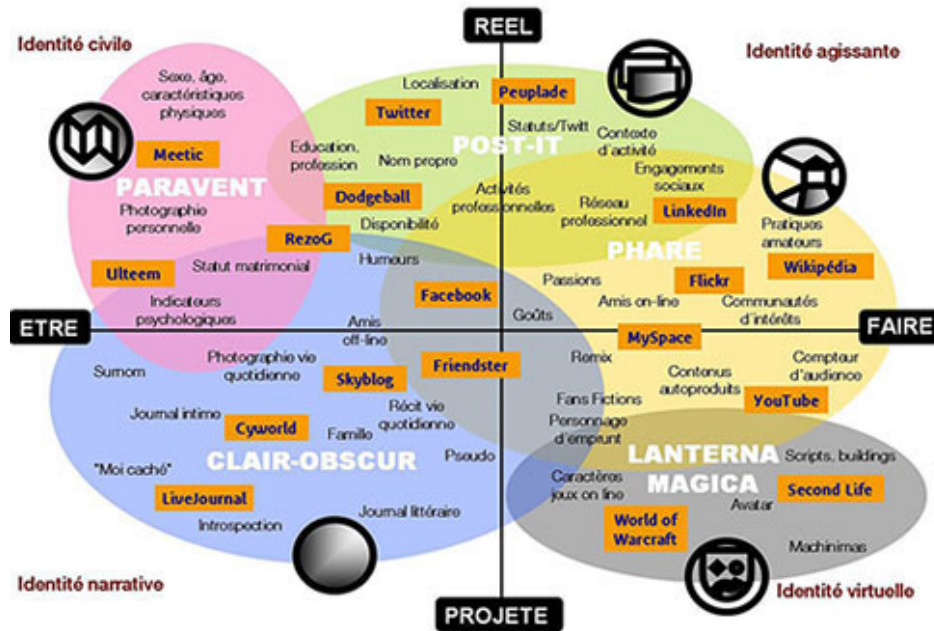 REEL
Identité civile
Identité agissante
Sexe, âge,
caractéristiques
physiques
Localisation
Peuplade
Twitter
Statuts/Twitt
Contexte
d'activité
Education,
profession
POST-IT
Meetic
Nom propre
Engagements
sociaux
PARAVENT
Dodgeball
Activités
professionnelles
Réseau
professionnel
LinkedIn
Photographie
personnelle
Disponibilité
Pratiques
amateurs
RezoG
PHARE
Humeurs
Wikipédia
Ulteem
Statut matrimonial
Passions
Flickr
Facebook
Indicateurs
psychologiques
Amis on-line
Communautés
d'intérêts
Goûts
ETRE
Amis
off-line
MySpace
FAIRE
Surnom
Photographie vie
quotidienne
Friendster
Remix
Compteur
d'audience
Skyblog
Contenus
autoproduits
Fans Fictions
YouTube
Journal intime
Récit vie
quotidienne
Personnage
d'emprunt
Cyworld
Famille
CLAIR-OBSCUR
Pseudo
LANTERNA
MAGICA
Scripts, buildings
"Moi caché"
Caractères
jeux on line
Second Life
LiveJournal
Avatar
Journal littéraire
Introspection
World of
Warcraft
Machinimas
Identité narrative
Identité virtuelle
PROJETE